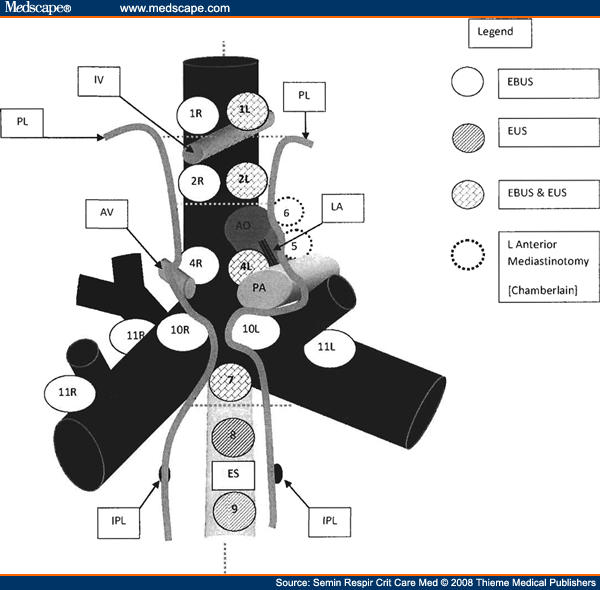 Medscape® www.medscape.com
Legend
IV
PL
PL
1R
1L
EBUS
EUS
2R
2L
EBUS & EUS
AV
LA
AO
6
5
L Anterior
Mediastinotomy
[Chamberlain]
4R
4L
PA
11R
10R
10L
11L
11R
7
8
ES
9
IPL
IPL
Source: Semin Respir Crit Care Med © 2008 Thieme Medical Publishers